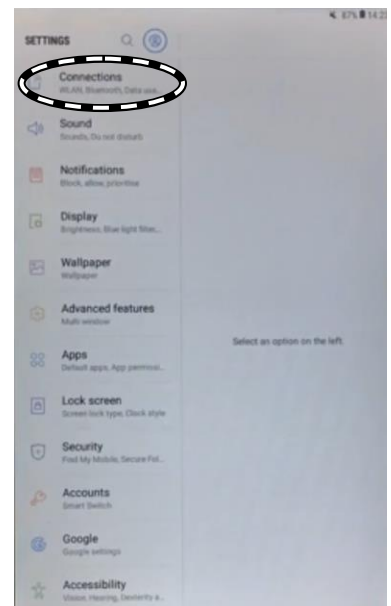 87% 14:23
SETTINGS
Connections
WLAN, Bluetooth, Data usa...
Sound
Sounds, Do not disturb
Notifications
Block, allow, prioritise
Display
Brightness, Blue light filter,...
Wallpaper
Wallpaper
Advanced features
Multi window
Select an option on the left.
Apps
Default apps, App permissi...
Lock screen
Screen lock type, Clock style
Security
Find My Mobile, Secure Fol...
Accounts
Smart Switch
Google
Google settings
Accessibility
Vision, Hearing, Dexterity a...